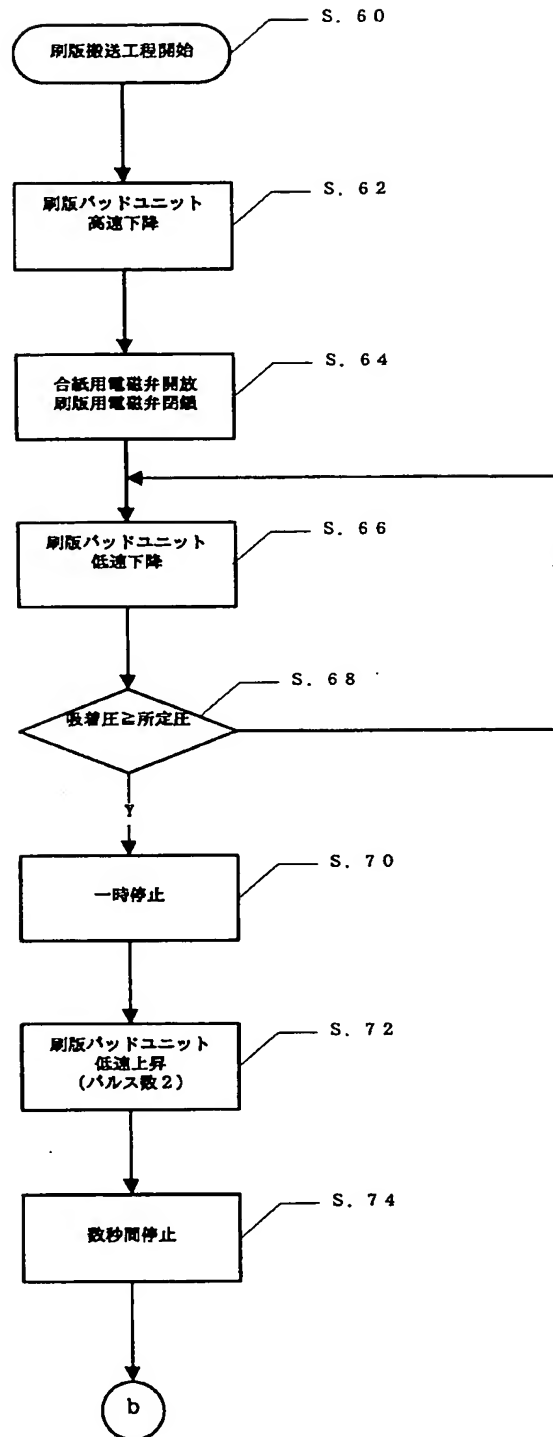 S. 60
刷版搬送工程開始
S. 62
刷版パッドユニット
高速下降
S. 64
合紙用電磁弁開放
刷版用電磁弁閉鎖
S. 66
刷版パッドユニット
低速下降
S. 68
吸着圧≧所定圧
Y
S. 70
一時停止
S. 72
刷版パッドユニット
低速上昇
(パルス数2)
S. 74
数秒間停止
b